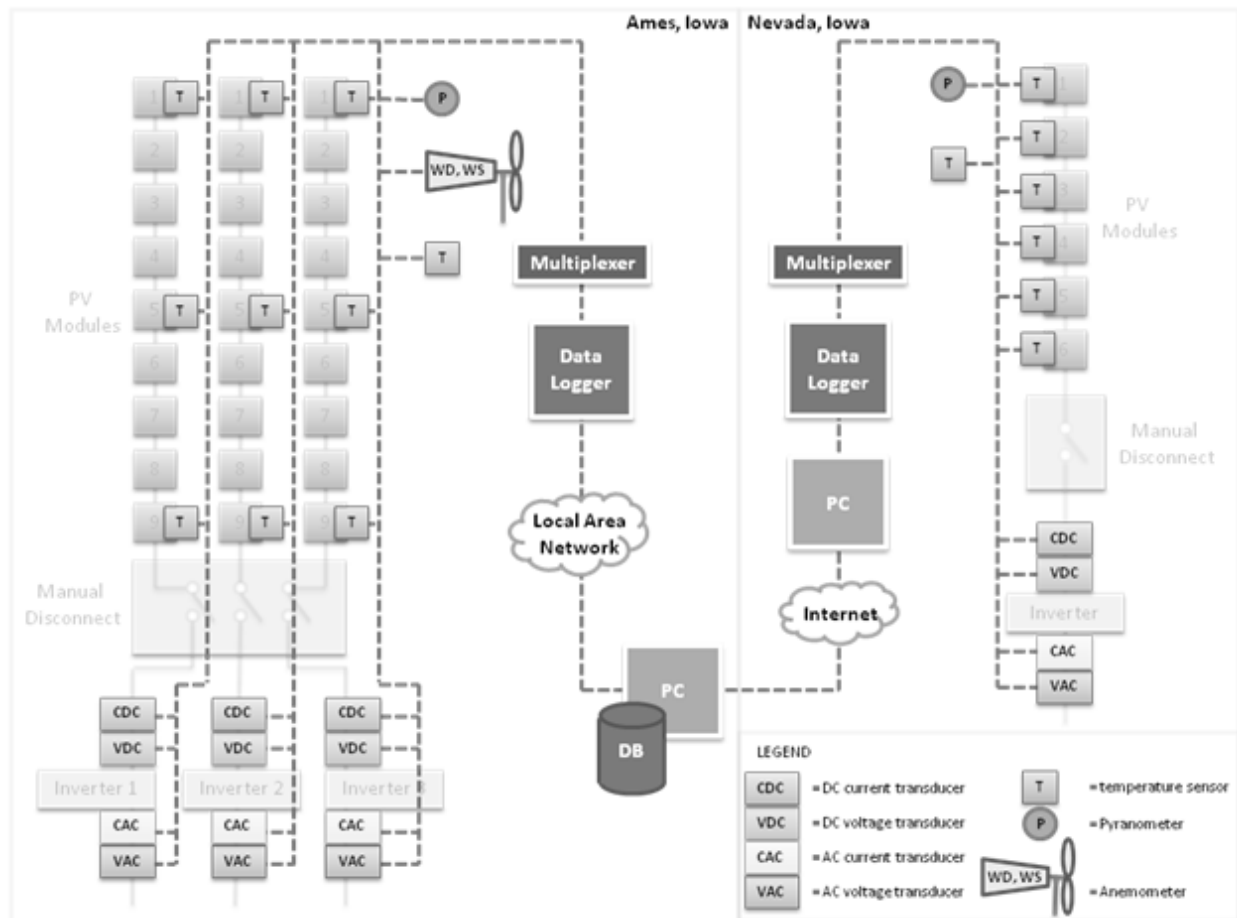 Ames, Iowa
Nevada, Iowa
1 T
1 T
1 T
P
2
2
2
WD, WS
3
3
3
4
4
4
T
PV
Modules
5 T
5 T
5 T
6
6
6
7
7
7
8
8
8
9 T
9 T
9 T
Manual
Disconnect
CDC
CDC
CDC
VDC
VDC
VDC
Inverter 1
Inverter 2
Inverter 3
CAC
CAC
CAC
VAC
VAC
VAC
Multiplexer
Data
Logger
Local Area
Network
PC
DB
Multiplexer
Data
Logger
PC
Internet
P
T
T 1
T 2
T 3
T 4
T 5
T 6
PV
Modules
Manual
Disconnect
CDC
VDC
Inverter
CAC
VAC
LEGEND
CDC = DC current transducer
VDC = DC voltage transducer
CAC = AC current transducer
VAC = AC voltage transducer
T = temperature sensor
P = Pyranometer
WD, WS = Anemometer